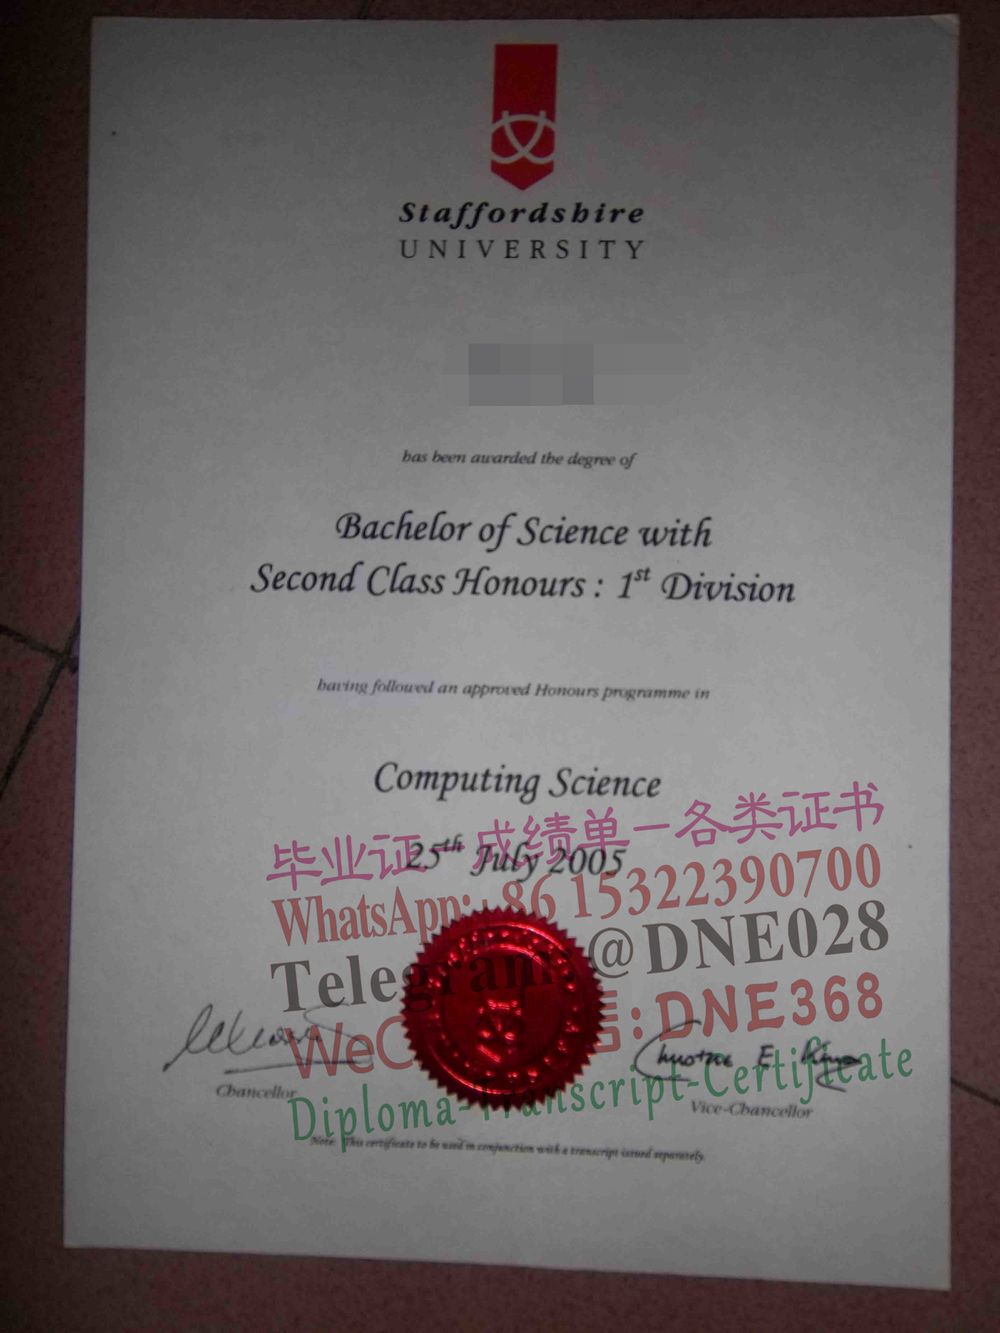 Staffordshire
UNIVERSITY
has been awarded the degree of
Bachelor of Science with
Second Class Honours : 1st Division
having followed an approved Honours programme in
Computing Science
25th July 2005
毕业证-成绩单-各类证书
WhatsApp:+86 15322390700
Telegram:@DNE028
:DNE368
Diploma-Transcript-Certificate
Chancellor
Vice-Chancellor
Note: This certificate to be used in conjunction with a transcript issued separately.